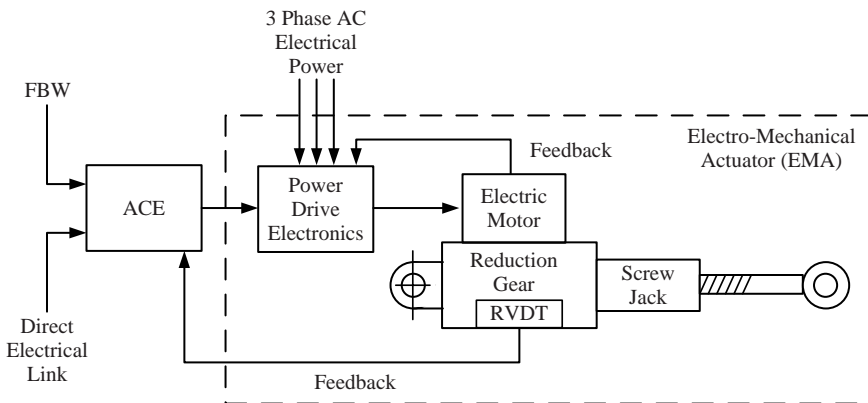 3 Phase AC
Electrical
Power
FBW
Electro-Mechanical
Actuator (EMA)
Feedback
ACE
Power
Drive
Electronics
Electric
Motor
Reduction
Gear
Screw
Jack
RVDT
Direct
Electrical
Link
Feedback